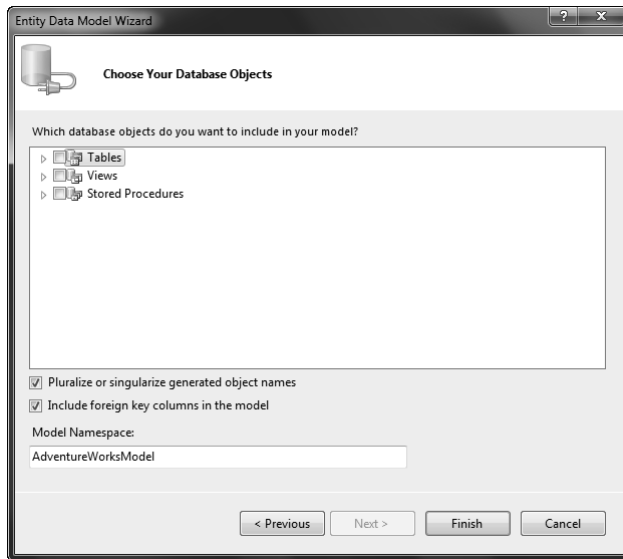 Entity Data Model Wizard
? X
Choose Your Database Objects
Which database objects do you want to include in your model?
Tables
Views
Stored Procedures
Pluralize or singularize generated object names
Include foreign key columns in the model
Model Namespace:
AdventureWorksModel
< Previous Next > Finish Cancel